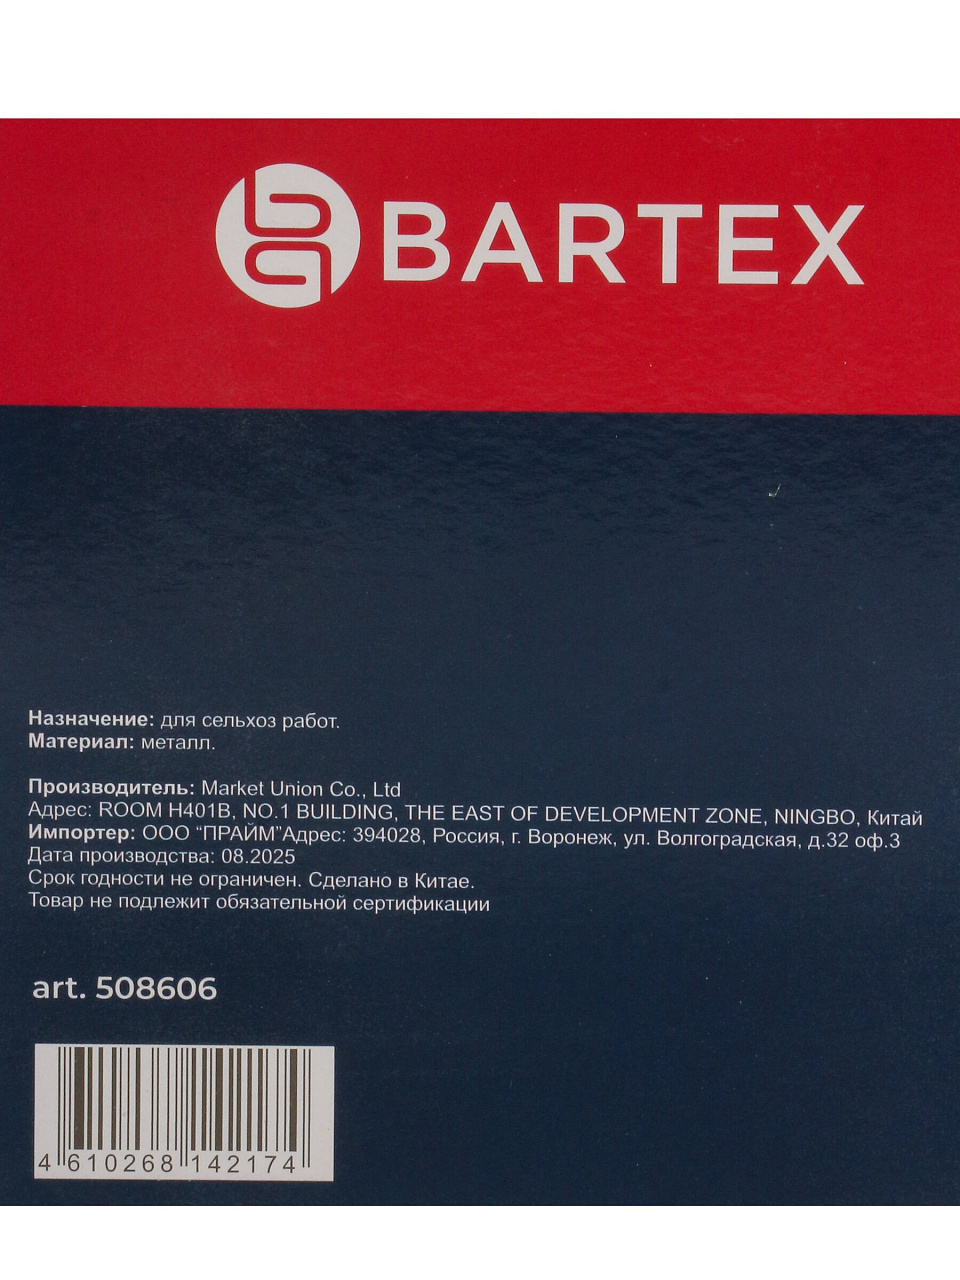 BARTEX
Назначение: для сельхоз работ.
Материал: металл.
Производитель: Market Union Co., Ltd
Адрес: ROOM H401B, NO.1 BUILDING, THE EAST OF DEVELOPMENT ZONE, NINGBO, Китай
Импортер: ООО “ПРАЙМ”Адрес: 394028, Россия, г. Воронеж, ул. Волгоградская, д.32 оф.3
Дата производства: 08.2025
Срок годности не ограничен. Сделано в Китае.
Товар не подлежит обязательной сертификации
art. 508606
4 610268 142174